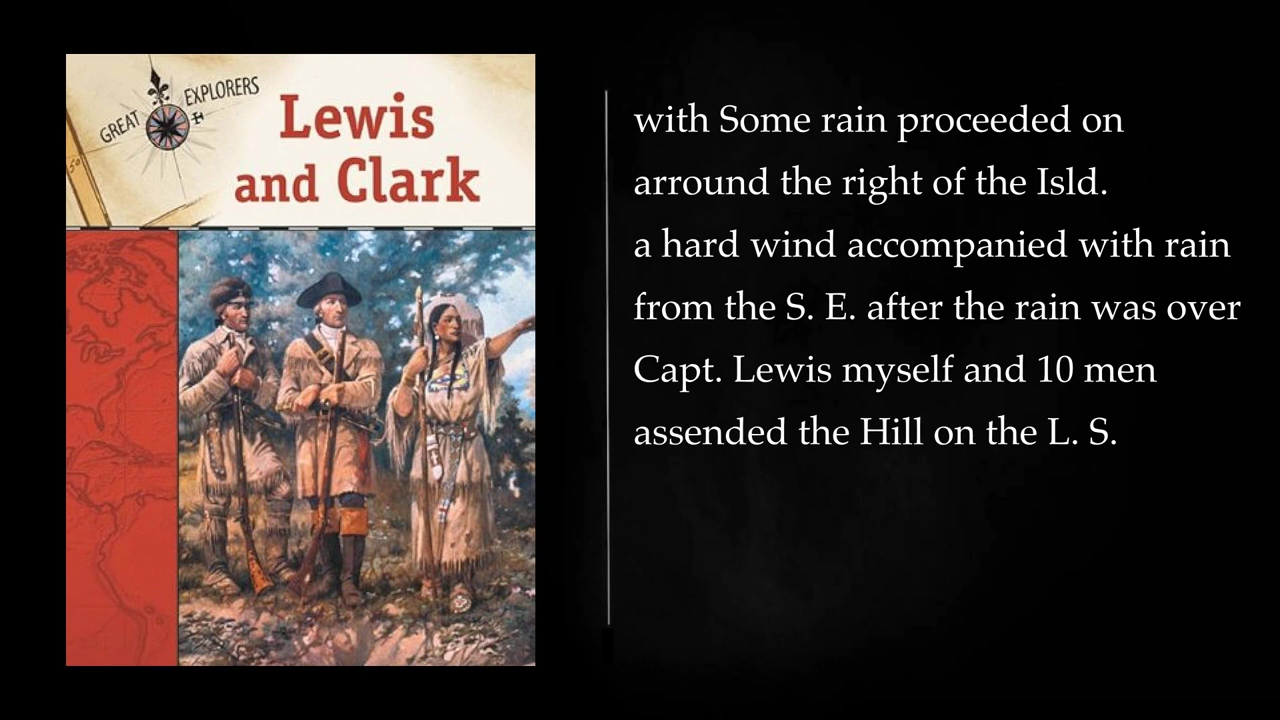 GREAT EXPLORERS
Lewis
and Clark
50
with Some rain proceeded on
arround the right of the Isld.
a hard wind accompanied with rain
from the S. E. after the rain was over
Capt. Lewis myself and 10 men
assended the Hill on the L. S.